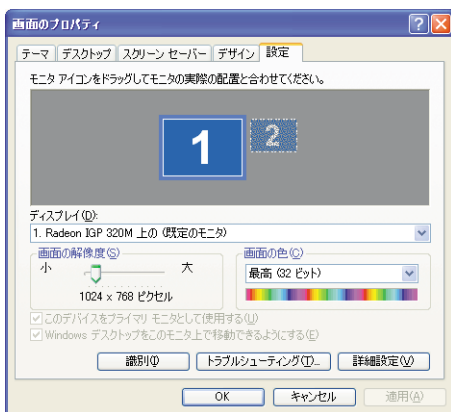 画面のプロパティ
テーマ デスクトップ スクリーン セーバー デザイン 設定
モニタ アイコンをドラッグしてモニタの実際の配置と合わせてください。
1 2
ディスプレイ(D):
1. Radeon IGP 320M 上の (既定のモニタ)
画面の解像度(S) 画面の色(C)
小 大 最高 (32 ビット)
1024 x 768 ピクセル
このデバイスをプライマリ モニタとして使用する(U)
Windows デスクトップをこのモニタ上で移動できるようにする(E)
識別(I) トラブルシューティング(T)... 詳細設定(V)
OK キャンセル 適用(A)